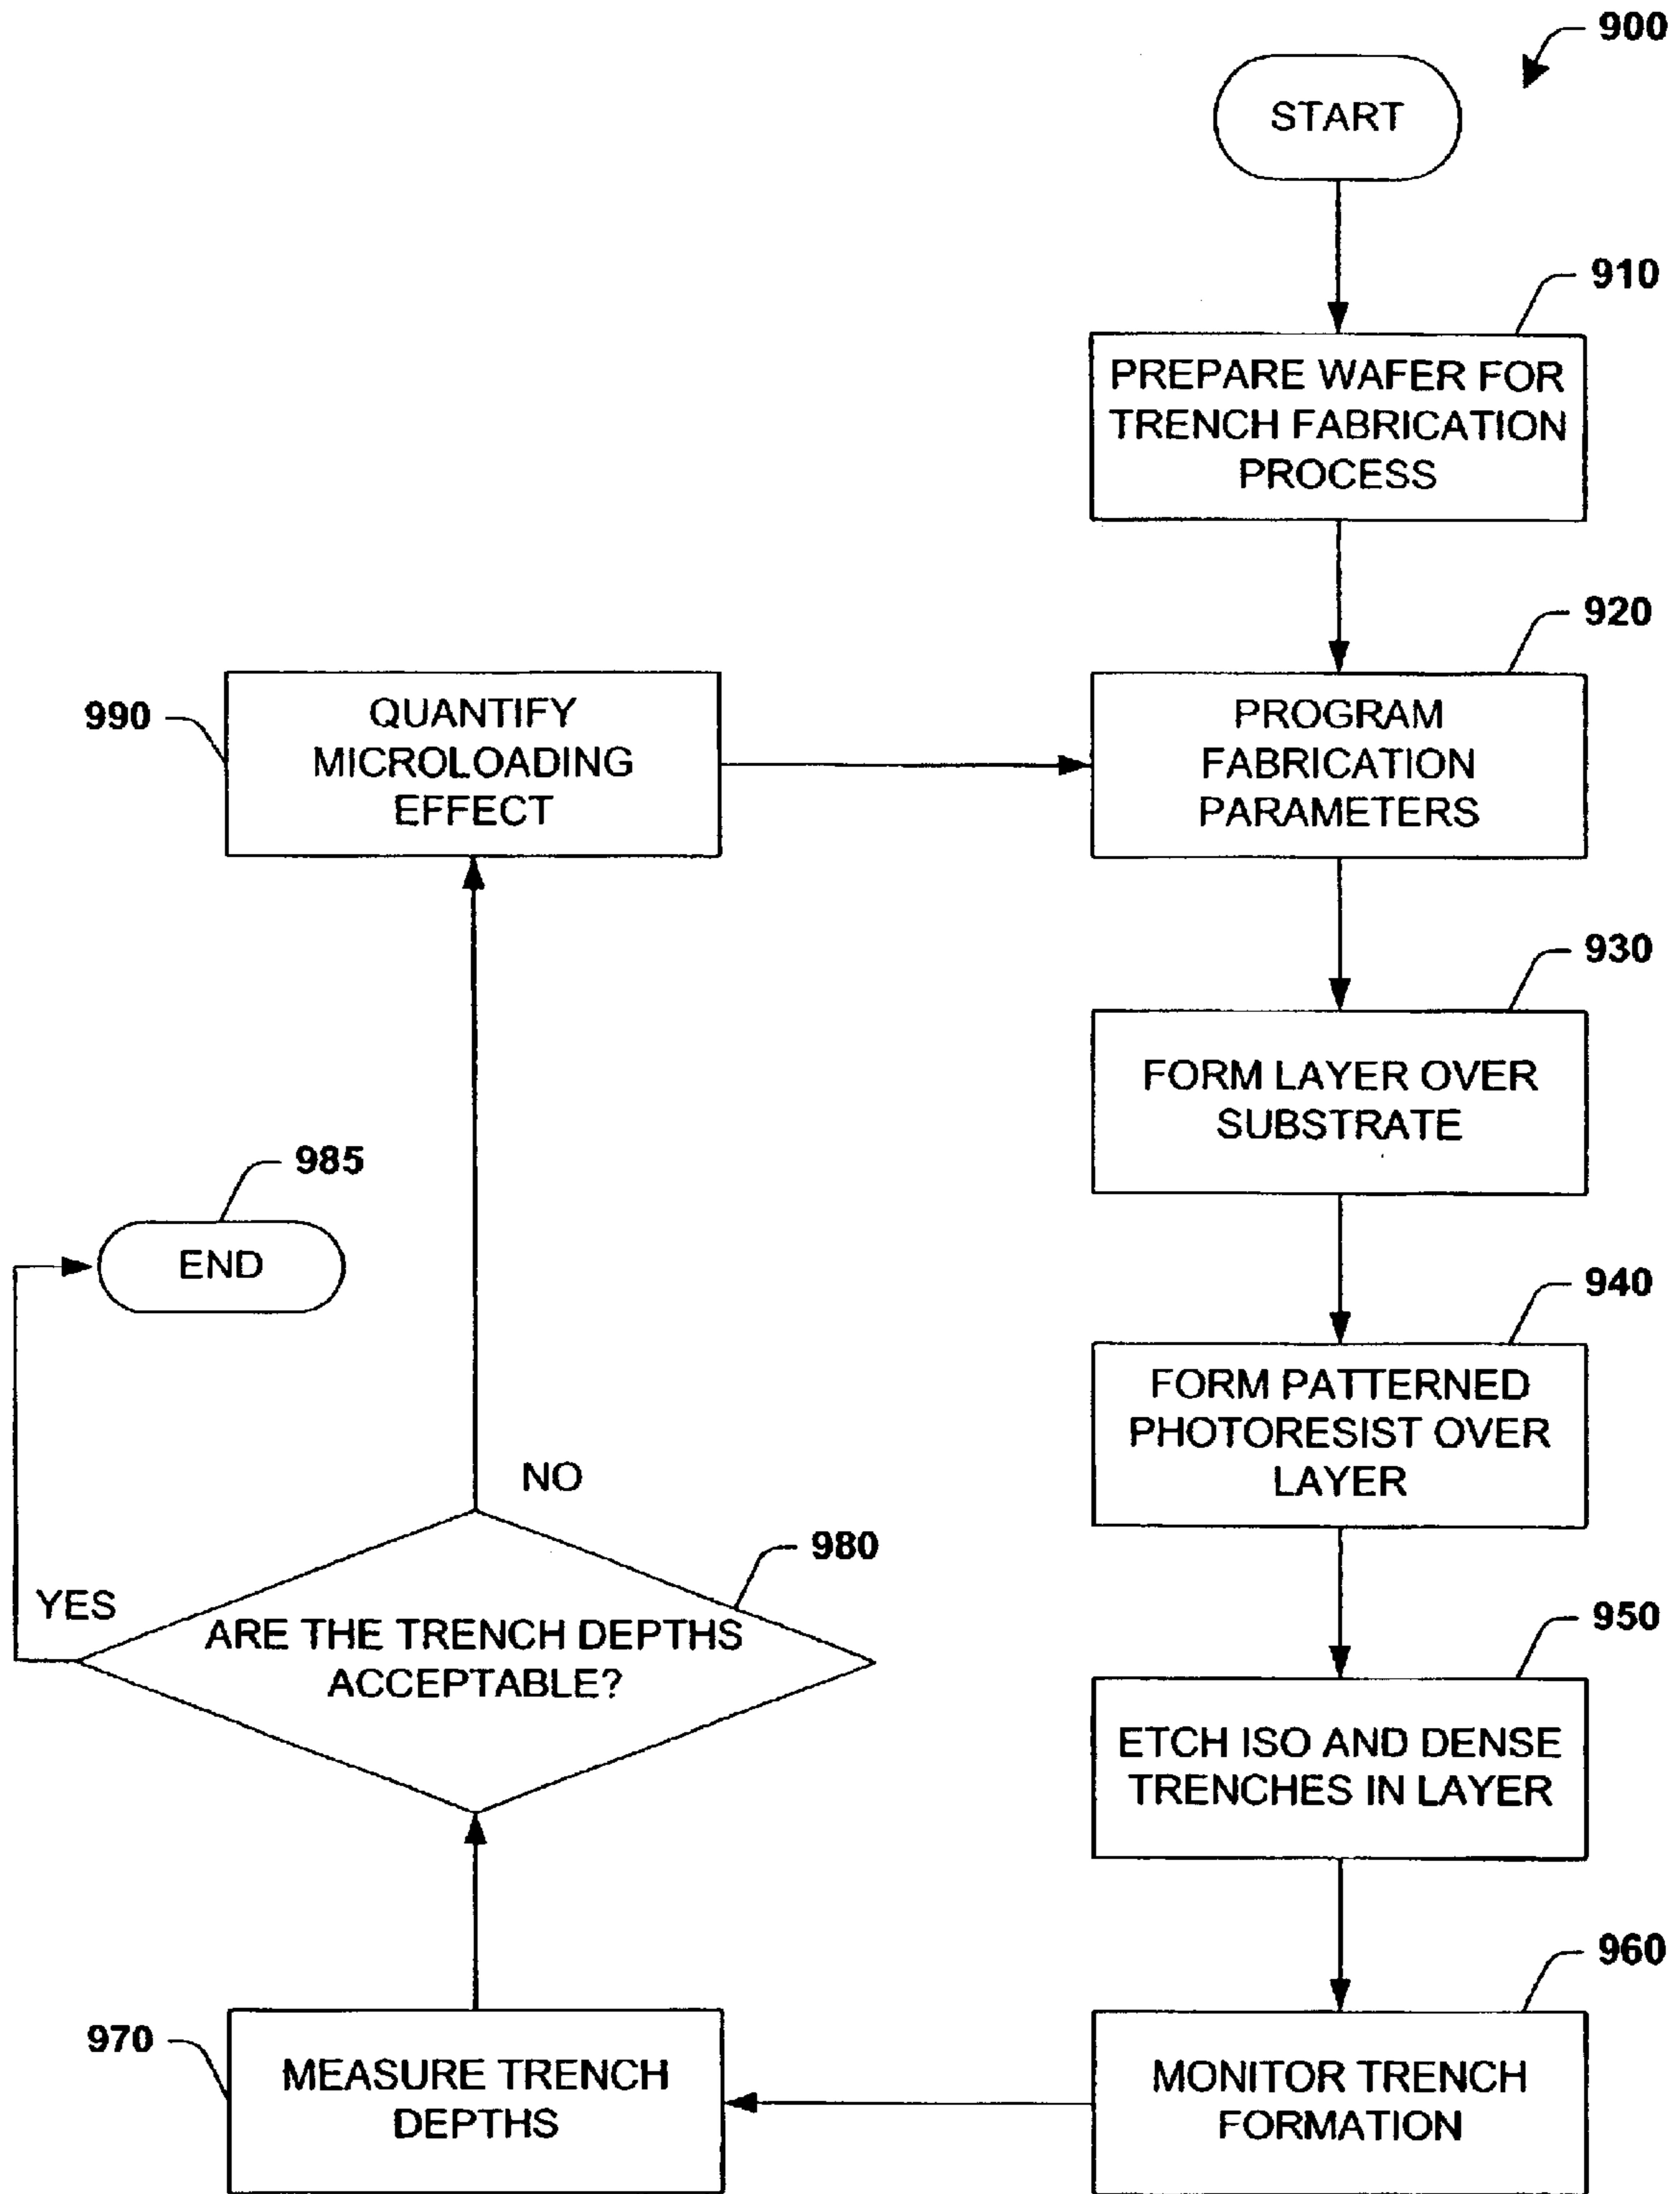 900
START
910
PREPARE WAFER FOR
TRENCH FABRICATION
PROCESS
920
PROGRAM
FABRICATION
PARAMETERS
990
QUANTIFY
MICROLOADING
EFFECT
930
FORM LAYER OVER
SUBSTRATE
985
END
940
FORM PATTERNED
PHOTORESIST OVER
LAYER
NO
980
YES
ARE THE TRENCH DEPTHS
ACCEPTABLE?
950
ETCH ISO AND DENSE
TRENCHES IN LAYER
960
MONITOR TRENCH
FORMATION
970
MEASURE TRENCH
DEPTHS